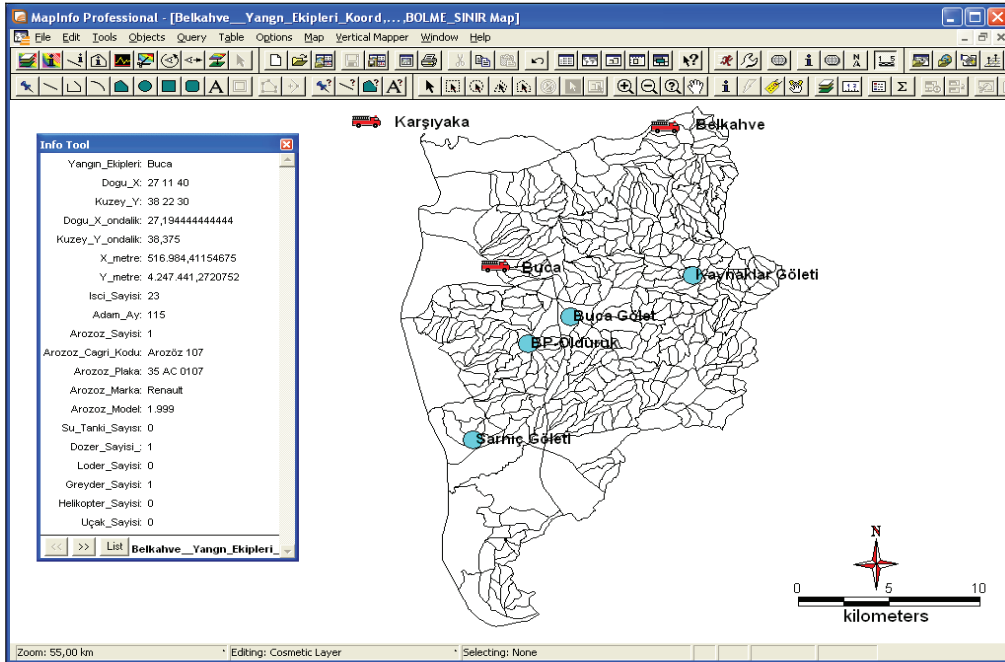 MapInfo Professional - [Belkahve__Yangn_Ekipleri_Koord,...,BOLME_SINIR Map]
File Edit Tools Objects Query Table Options Map Vertical Mapper Window Help
Karşıyaka
Belkahve
Info Tool
Yangın_Ekipleri: Buca
Dogu_X: 27 11 40
Kuzey_Y: 38 22 30
Dogu_X_ondalik: 27,194444444444
Kuzey_Y_ondalik: 38,375
X_metre: 516.984,41154675
Y_metre: 4.247.441,2720752
Isci_Sayisi: 23
Adam_Ay: 115
Arozoz_Sayisi: 1
Arozoz_Cagri_Kodu: Arozöz 107
Arozoz_Plaka: 35 AC 0107
Arozoz_Marka: Renault
Arozoz_Model: 1.999
Su_Tanki_Sayısı: 0
Dozer_Sayisi_: 1
Loder_Sayisi: 0
Greyder_Sayisi: 1
Helikopter_Sayisi: 0
Uçak_Sayisi: 0
<< >> List Belkahve__Yangn_Ekipleri_
Buca
Kaynaklar Göleti
Buca Gölet
BP-Oldüruk
Sarnıç Göleti
N
0 5 10
kilometers
Zoom: 55,00 km Editing: Cosmetic Layer Selecting: None